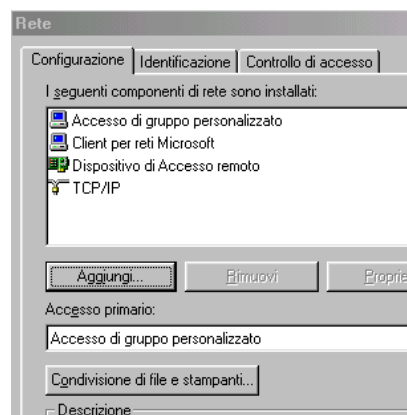 Rete
Configurazione Identificazione Controllo di accesso
I seguenti componenti di rete sono installati:
Accesso di gruppo personalizzato
Client per reti Microsoft
Dispositivo di Accesso remoto
TCP/IP
Aggiungi... Rimuovi Proprie
Accesso primario:
Accesso di gruppo personalizzato
Condivisione di file e stampanti...
Descrizione